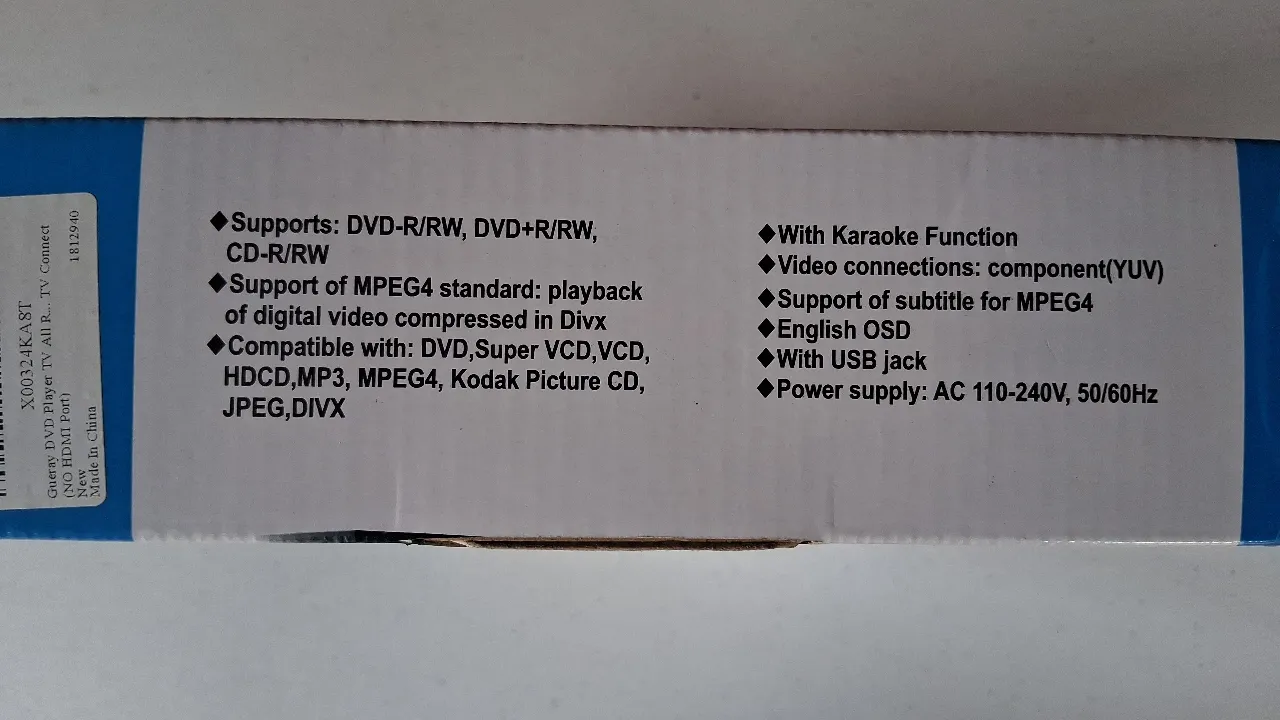 X00324KA8T
Gueray DVD Player TV All R... TV Connect
(NO HDMI Port)
1812940
New
Made In China
◆Supports: DVD-R/RW, DVD+R/RW,
CD-R/RW
◆Support of MPEG4 standard: playback
of digital video compressed in Divx
◆Compatible with: DVD,Super VCD,VCD,
HDCD,MP3, MPEG4, Kodak Picture CD,
JPEG,DIVX
◆With Karaoke Function
◆Video connections: component(YUV)
◆Support of subtitle for MPEG4
◆English OSD
◆With USB jack
◆Power supply: AC 110-240V, 50/60Hz